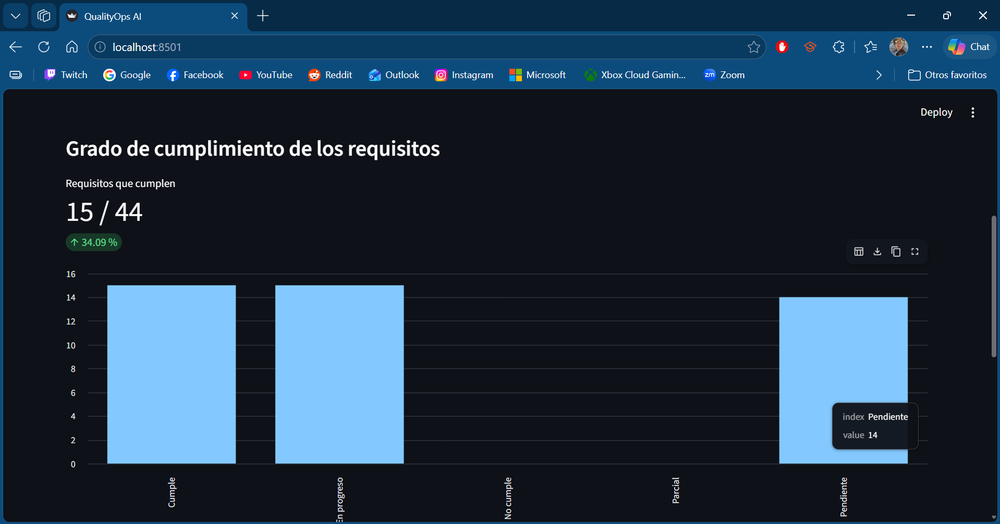 QualityOps AI
localhost:8501
Chat
Twitch
Google
Facebook
YouTube
Reddit
Outlook
Instagram
Microsoft
Xbox Cloud Gamin...
zm Zoom
Otros favoritos
Deploy
Grado de cumplimiento de los requisitos
Requisitos que cumplen
15 / 44
↑ 34.09 %
16
14
12
10
8
6
4
2
0
index Pendiente
value 14
Cumple
En progreso
No cumple
Parcial
Pendiente